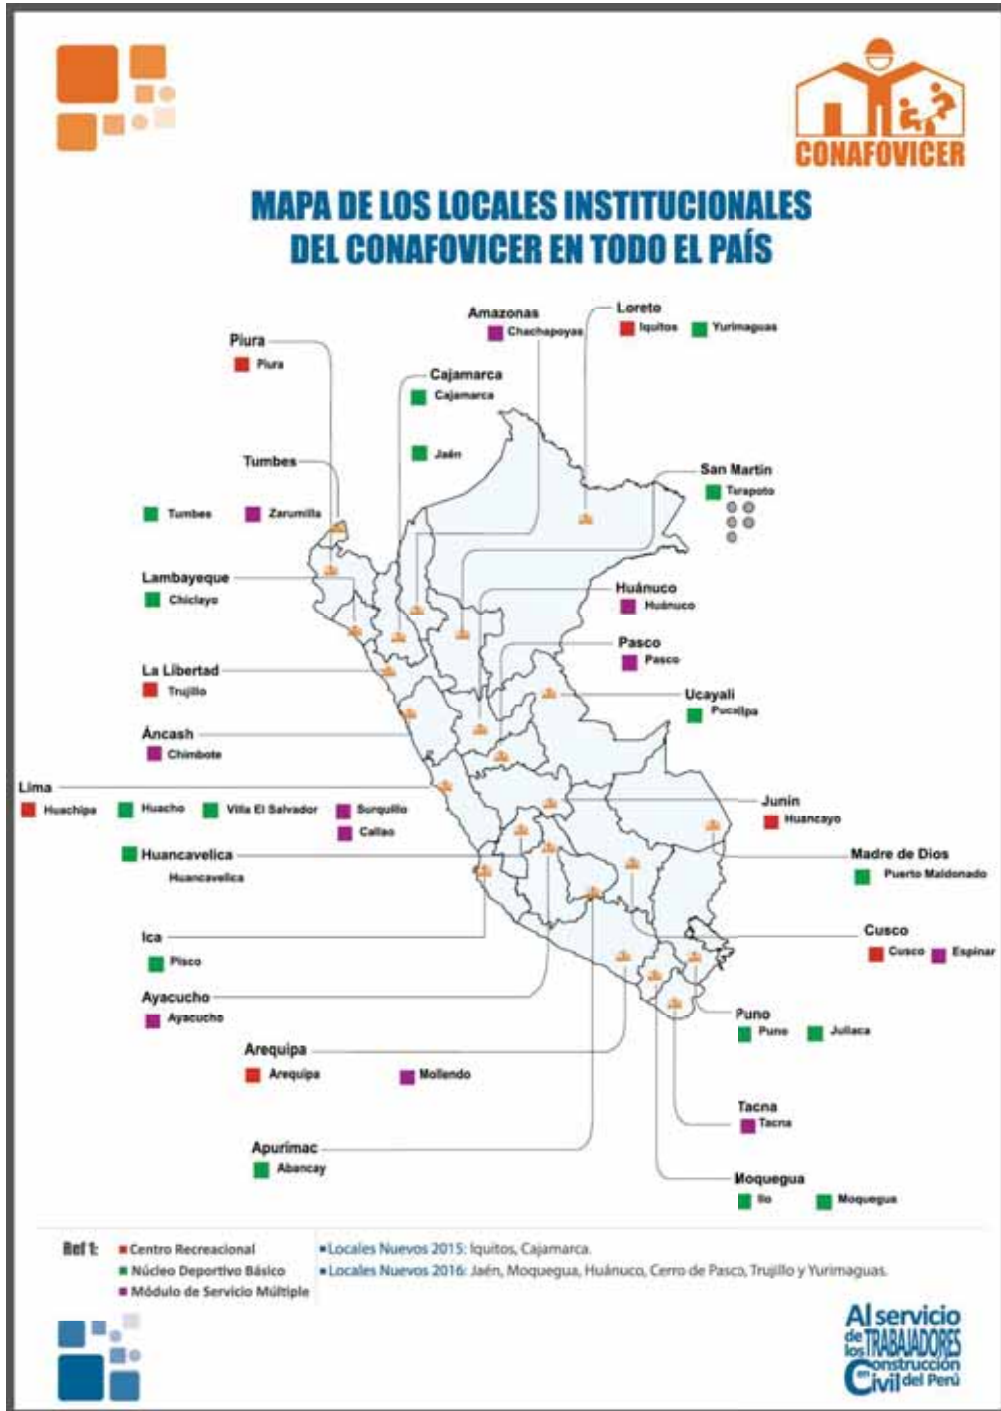 CONAFOVICER
MAPA DE LOS LOCALES INSTITUCIONALES
DEL CONAFOVICER EN TODO EL PAÍS
Amazonas
Chachapoyas
Loreto
Iquitos Yurimaguas
Piura
Piura
Cajamarca
Cajamarca
Jaén
Tumbes
Tumbes Zarumilla
San Martín
Tarapoto
Lambayeque
Chiclayo
Huánuco
Huánuco
Pasco
Pasco
La Libertad
Trujillo
Ucayali
Pucallpa
Áncash
Chimbote
Lima
Huachipa Huacho Villa El Salvador Surquillo
Callao
Junín
Huancayo
Huancavelica
Huancavelica
Madre de Dios
Puerto Maldonado
Ica
Pisco
Cusco
Cusco Espinar
Ayacucho
Ayacucho
Puno
Puno Juliaca
Arequipa
Arequipa Mollendo
Tacna
Tacna
Apurimac
Abancay
Moquegua
Ilo Moquegua
Ref 1: Centro Recreacional
Núcleo Deportivo Básico
Módulo de Servicio Múltiple
Locales Nuevos 2015: Iquitos, Cajamarca.
Locales Nuevos 2016: Jaén, Moquegua, Huánuco, Cerro de Pasco, Trujillo y Yurimaguas.
Al servicio
de los TRABAJADORES
en Construcción
Civil del Perú